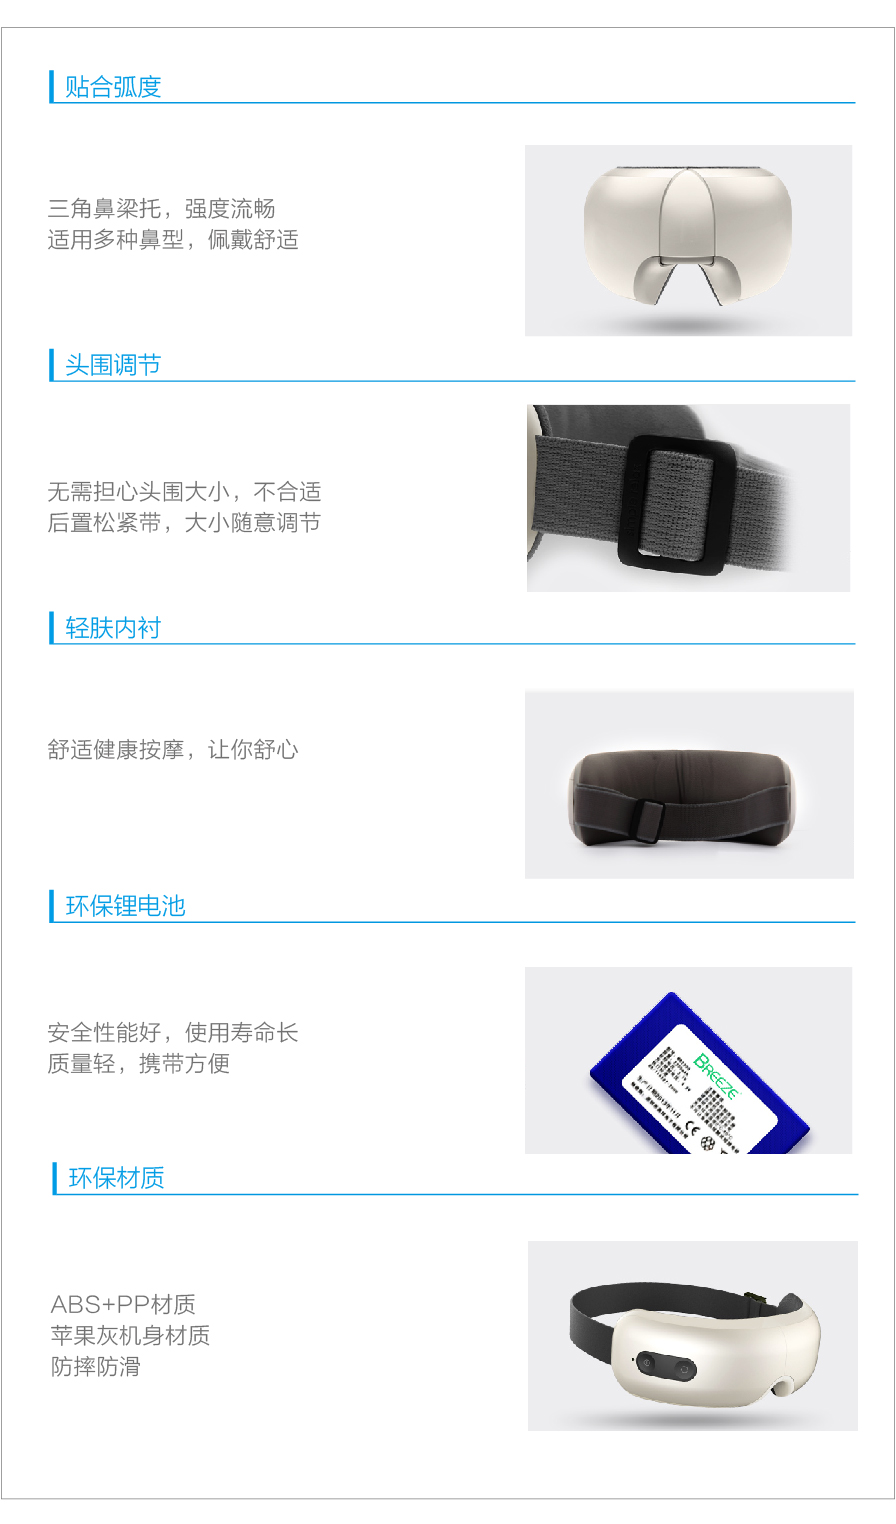 贴合弧度
三角鼻梁托，强度流畅
适用多种鼻型，佩戴舒适
头围调节
无需担心头围大小，不合适
后置松紧带，大小随意调节
轻肤内衬
舒适健康按摩，让你舒心
环保锂电池
安全性能好，使用寿命长
质量轻，携带方便
BREEZE
CE
环保材质
ABS+PP材质
苹果灰机身材质
防摔防滑